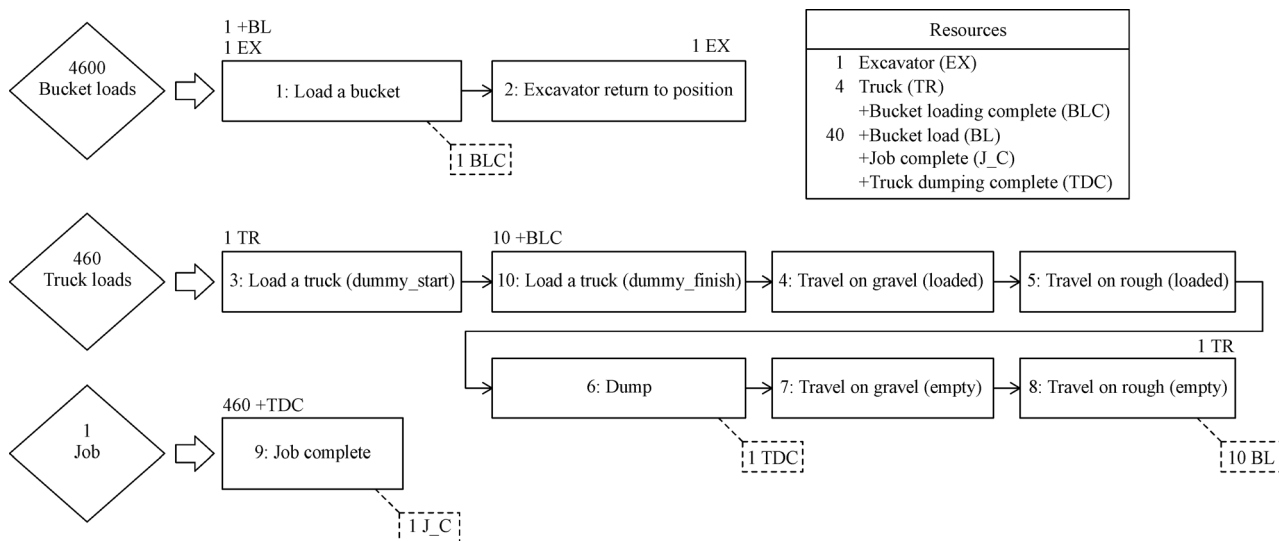 4600
Bucket loads
1 +BL
1 EX
1: Load a bucket
1 BLC
1 EX
2: Excavator return to position
Resources
1 Excavator (EX)
4 Truck (TR)
+Bucket loading complete (BLC)
40 +Bucket load (BL)
+Job complete (J_C)
+Truck dumping complete (TDC)
460
Truck loads
1 TR
3: Load a truck (dummy_start)
10 +BLC
10: Load a truck (dummy_finish)
4: Travel on gravel (loaded)
5: Travel on rough (loaded)
6: Dump
1 TDC
7: Travel on gravel (empty)
1 TR
8: Travel on rough (empty)
10 BL
1
Job
460 +TDC
9: Job complete
1 J_C